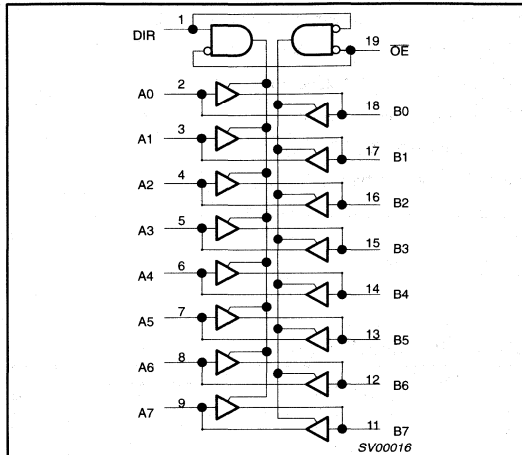 1
DIR
19
OE
A0 2
18 B0
A1 3
17 B1
A2 4
16 B2
A3 5
15 B3
A4 6
14 B4
A5 7
13 B5
A6 8
12 B6
A7 9
11 B7
SV00016